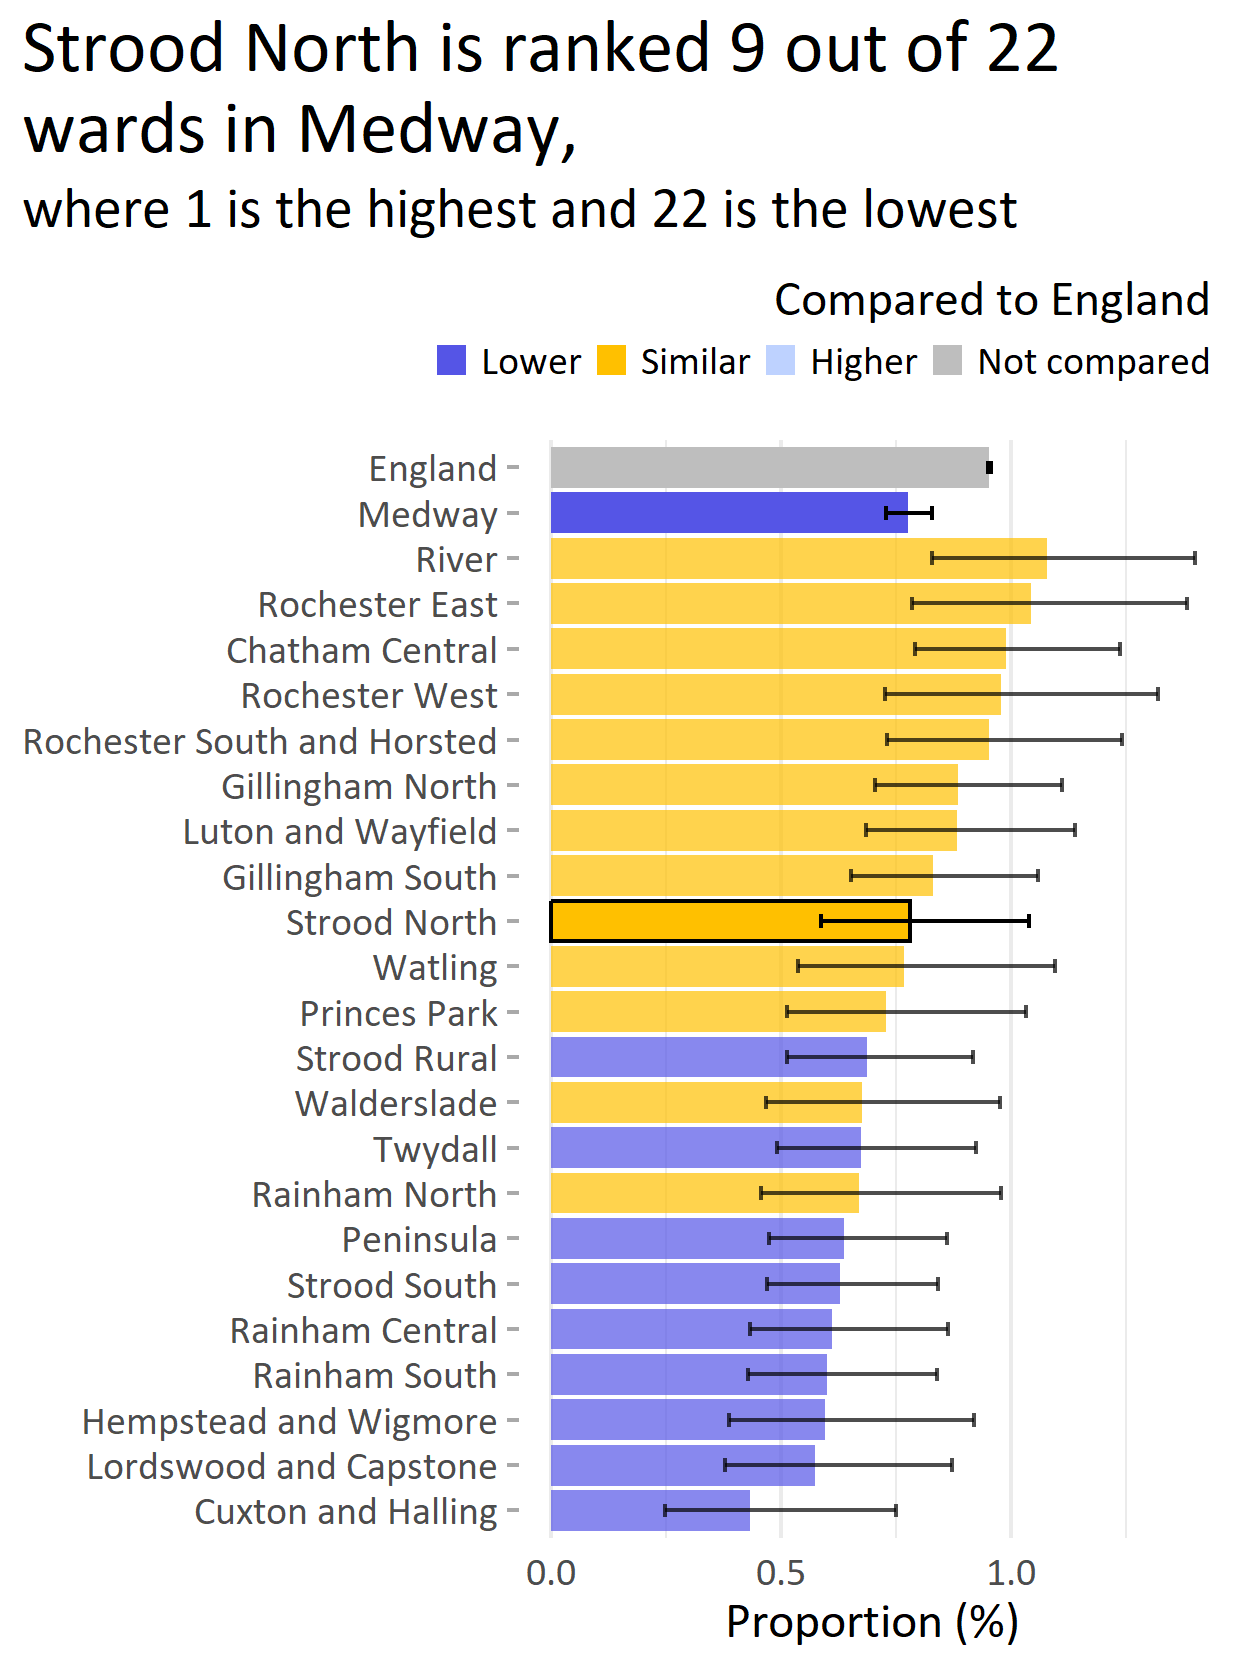 Strood North is ranked 9 out of 22
wards in Medway,
where 1 is the highest and 22 is the lowest
Compared to England
Lower Similar Higher Not compared
England
Medway
River
Rochester East
Chatham Central
Rochester West
Rochester South and Horsted
Gillingham North
Luton and Wayfield
Gillingham South
Strood North
Watling
Princes Park
Strood Rural
Walderslade
Twydall
Rainham North
Peninsula
Strood South
Rainham Central
Rainham South
Hempstead and Wigmore
Lordswood and Capstone
Cuxton and Halling
0.0 0.5 1.0
Proportion (%)